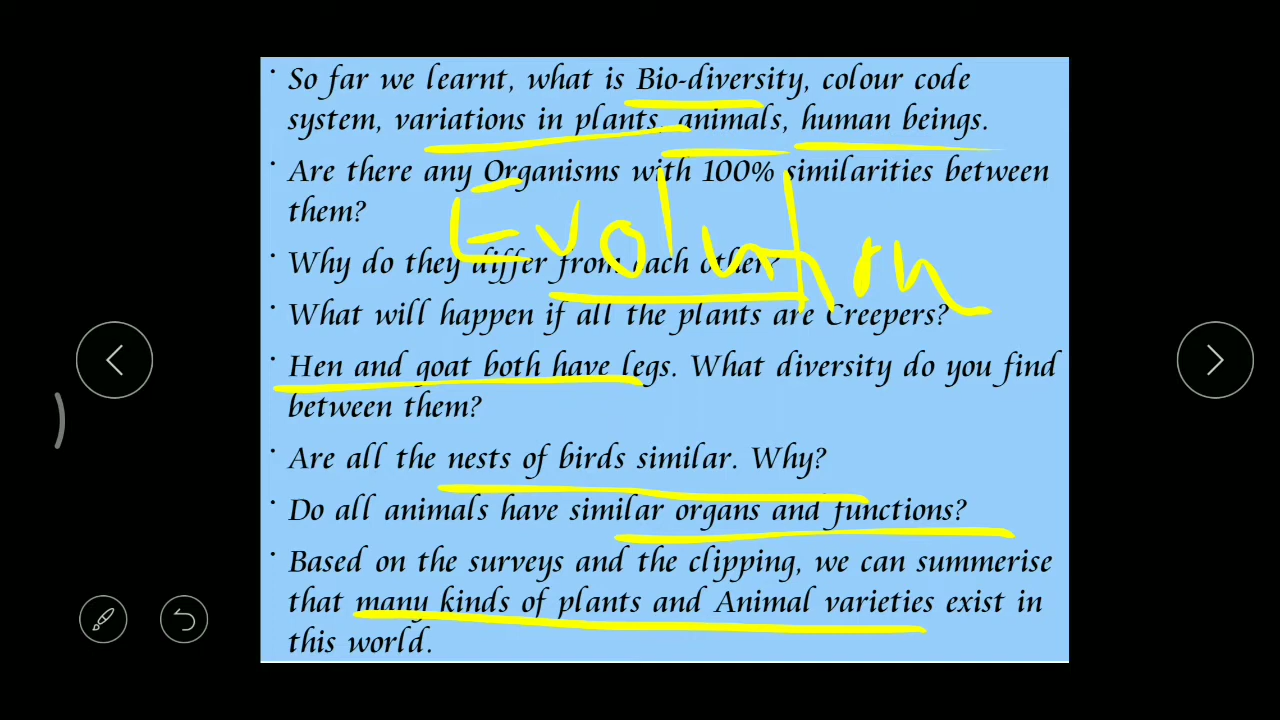 · So far we learnt, what is Bio-diversity, colour code
system, variations in plants, animals, human beings.
· Are there any Organisms with 100% similarities between
them?
Evolution
· Why do they differ from each other?
· What will happen if all the plants are Creepers?
· Hen and goat both have legs. What diversity do you find
between them?
· Are all the nests of birds similar. Why?
· Do all animals have similar organs and functions?
· Based on the surveys and the clipping, we can summerise
that many kinds of plants and Animal varieties exist in
this world.